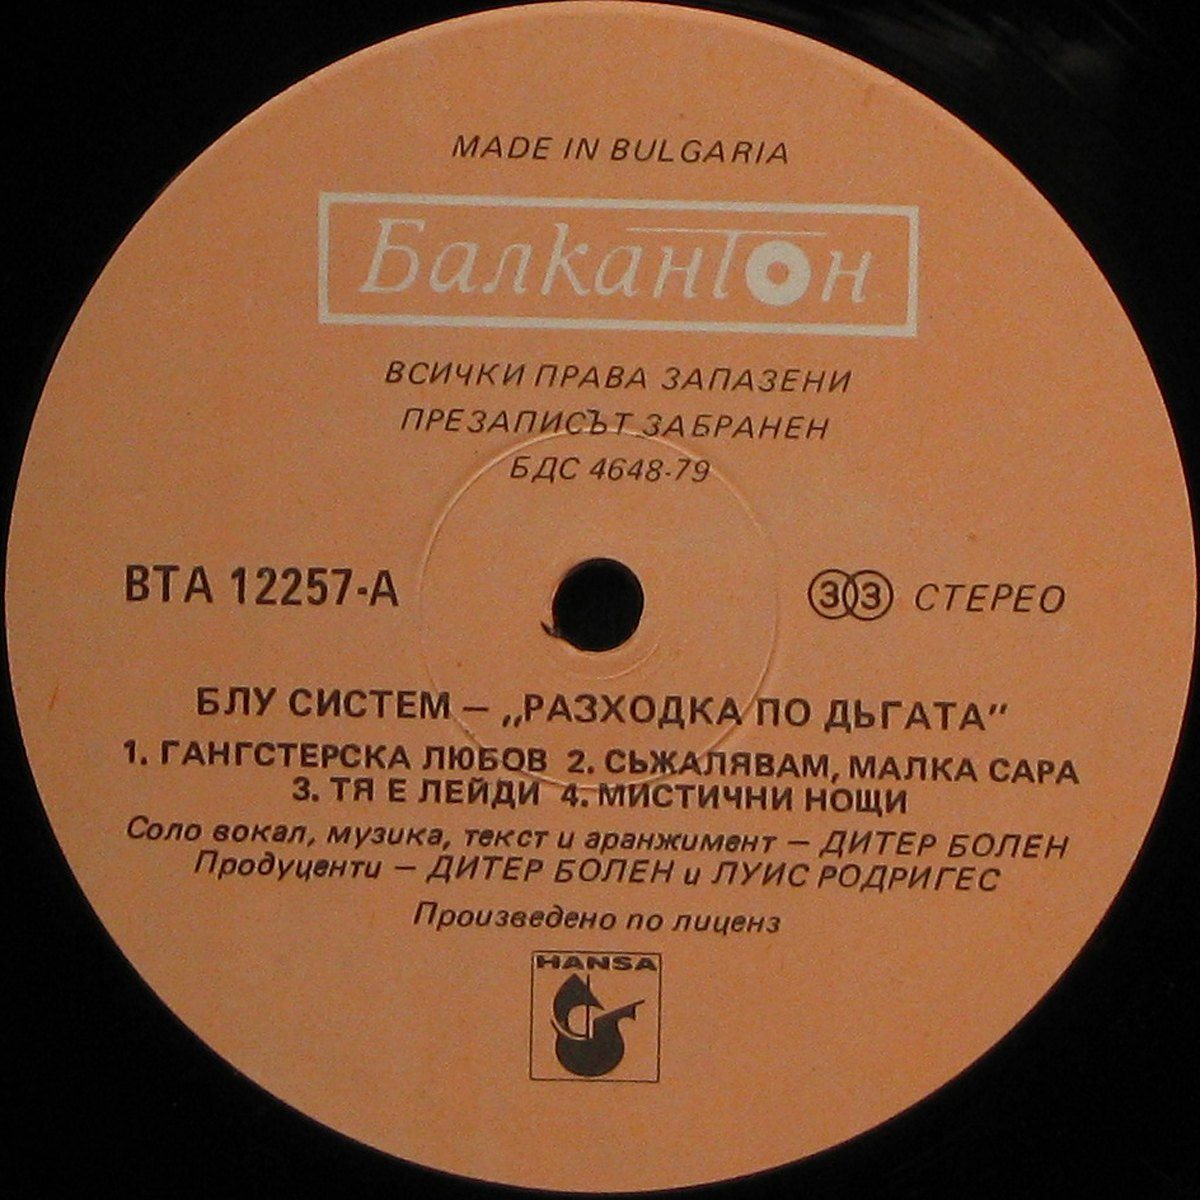 MADE IN BULGARIA
Балкантон
ВСИЧКИ ПРАВА ЗАПАЗЕНИ
ПРЕЗАПИСЪТ ЗАБРАНЕН
БДС 4648-79
ВТА 12257-А
33 СТЕРЕО
БЛУ СИСТЕМ – „РАЗХОДКА ПО ДЬГАТА”
1. ГАНГСТЕРСКА ЛЮБОВ 2. СЬЖАЛЯВАМ, МАЛКА САРА
3. ТЯ Е ЛЕЙДИ 4. МИСТИЧНИ НОЩИ
Соло вокал, музика, текст и аранжимент – ДИТЕР БОЛЕН
Продуценти – ДИТЕР БОЛЕН и ЛУИС РОДРИГЕС
Произведено по лиценз
HANSA